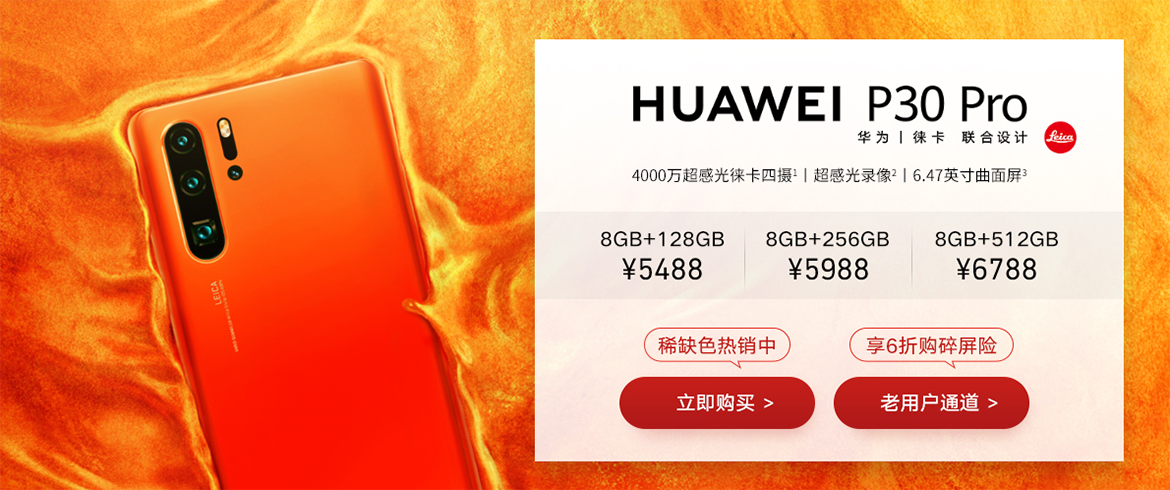 HUAWEI P30 Pro
华为 | 徕卡 联合设计
Leica
4000万超感光徕卡四摄¹ | 超感光录像² | 6.47英寸曲面屏³
8GB+128GB 8GB+256GB 8GB+512GB
¥5488 ¥5988 ¥6788
稀缺色热销中 享6折购碎屏险
立即购买 > 老用户通道 >
LEICA